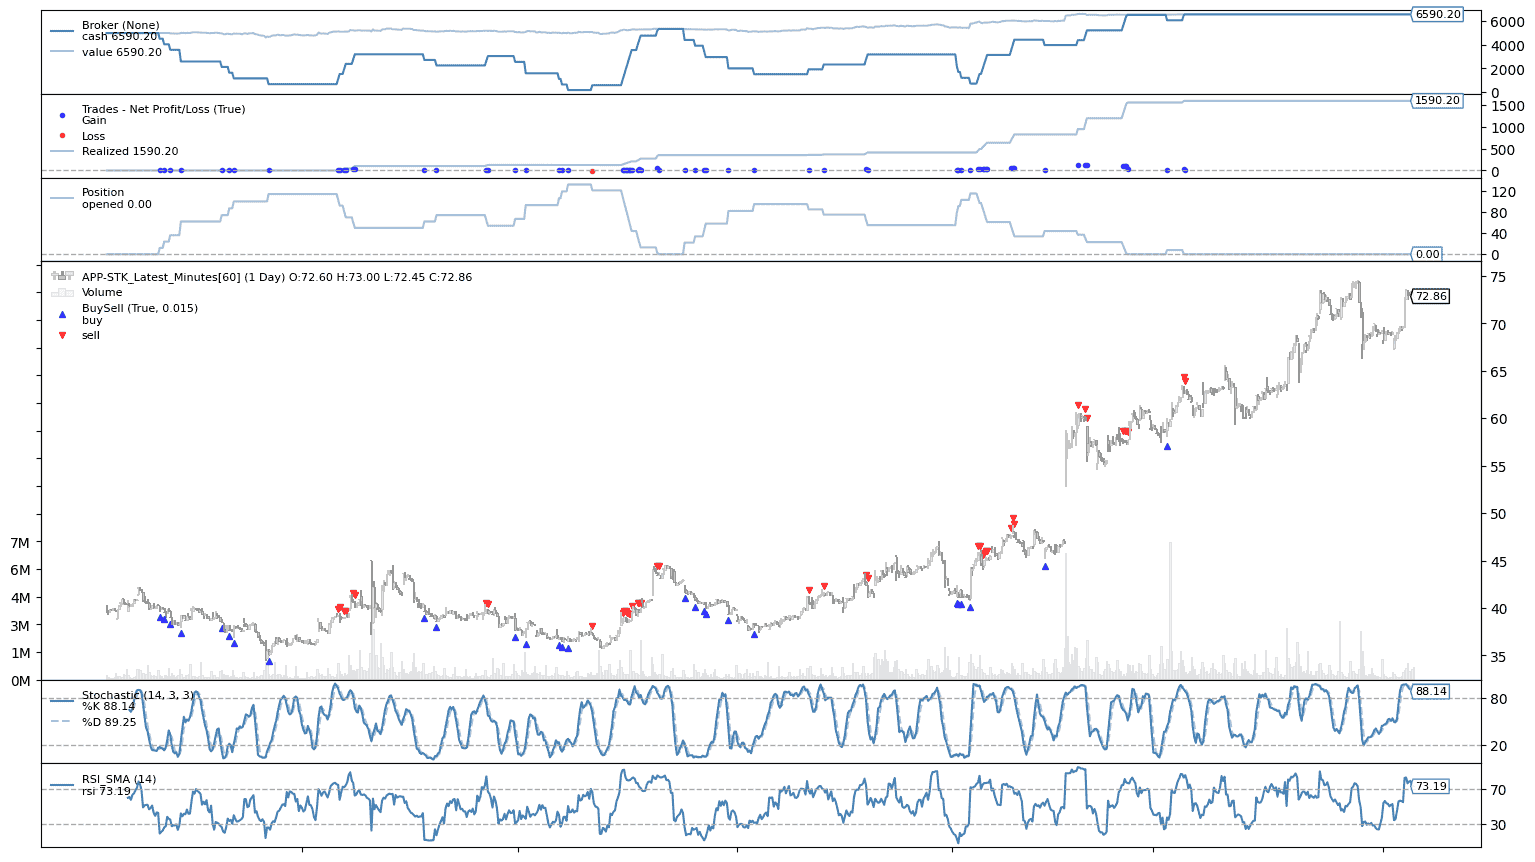 Broker (None)
cash 6590.20
value 6590.20
6590.20
6000
4000
2000
0
Trades - Net Profit/Loss (True)
Gain
Loss
Realized 1590.20
1590.20
1500
1000
500
0
Position
opened 0.00
120
80
40
0
0.00
APP-STK_Latest_Minutes[60] (1 Day) O:72.60 H:73.00 L:72.45 C:72.86
Volume
BuySell (True, 0.015)
buy
sell
72.86
75
70
65
60
55
50
45
40
35
7M
6M
4M
3M
1M
0M
Stochastic (14, 3, 3)
%K 88.14
%D 89.25
88.14
80
20
RSI_SMA (14)
rsi 73.19
73.19
70
30